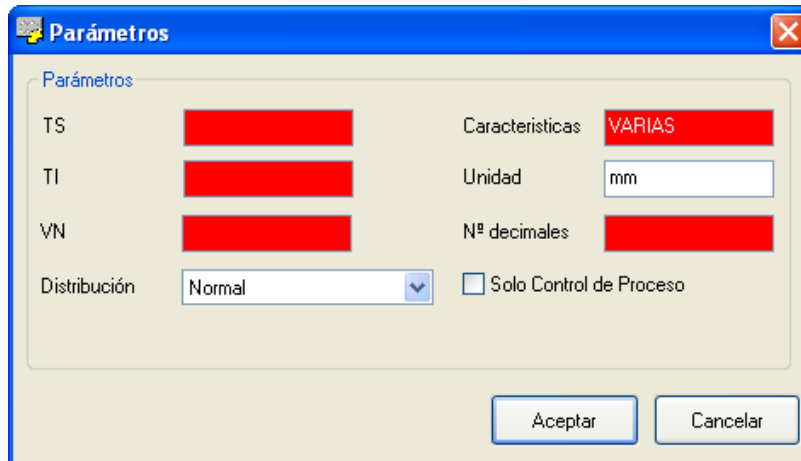 Parámetros
Parámetros
TS
Caracteristicas VARIAS
TI
Unidad mm
VN
Nº decimales
Distribución Normal
Solo Control de Proceso
Aceptar Cancelar